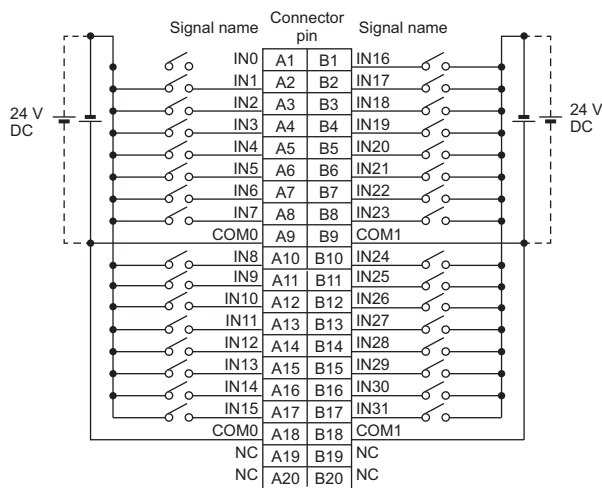 Signal name Connector pin Signal name
IN0 A1 B1 IN16
IN1 A2 B2 IN17
IN2 A3 B3 IN18
24 V DC IN3 A4 B4 IN19 24 V DC
IN4 A5 B5 IN20
IN5 A6 B6 IN21
IN6 A7 B7 IN22
IN7 A8 B8 IN23
COM0 A9 B9 COM1
IN8 A10 B10 IN24
IN9 A11 B11 IN25
IN10 A12 B12 IN26
IN11 A13 B13 IN27
IN12 A14 B14 IN28
IN13 A15 B15 IN29
IN14 A16 B16 IN30
IN15 A17 B17 IN31
COM0 A18 B18 COM1
NC A19 B19 NC
NC A20 B20 NC